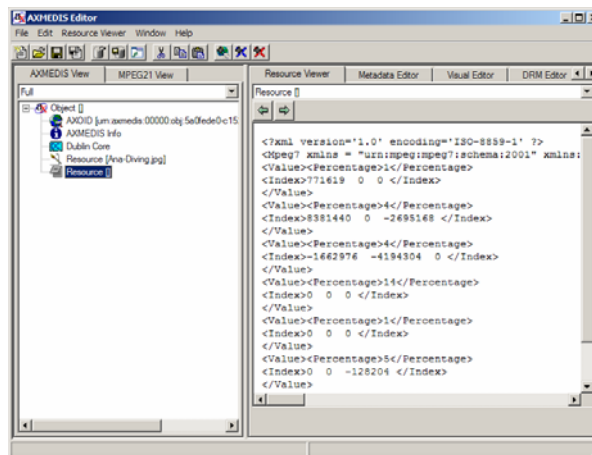 AXMEDIS Editor
File Edit Resource Viewer Window Help
AXMEDIS View MPEG21 View
Full
Object []
AXOID [urn:axmedis:00000:obj:5a0fede0-c15
AXMEDIS Info
Dublin Core
Resource [Ana-Diving.jpg]
Resource []
Resource Viewer Metadata Editor Visual Editor DRM Editor
Resource []
<?xml version='1.0' encoding='ISO-8859-1' ?>
<Mpeg7 xmlns = "urn:mpeg:mpeg7:schema:2001" xmlns:
<Value><Percentage>1</Percentage>
<Index>771619 0 0 </Index>
</Value>
<Value><Percentage>4</Percentage>
<Index>8381440 0 -2695168 </Index>
</Value>
<Value><Percentage>4</Percentage>
<Index>-1662976 -4194304 0 </Index>
</Value>
<Value><Percentage>14</Percentage>
<Index>0 0 0 </Index>
</Value>
<Value><Percentage>1</Percentage>
<Index>0 0 0 </Index>
</Value>
<Value><Percentage>5</Percentage>
<Index>0 0 -128204 </Index>
</Value>